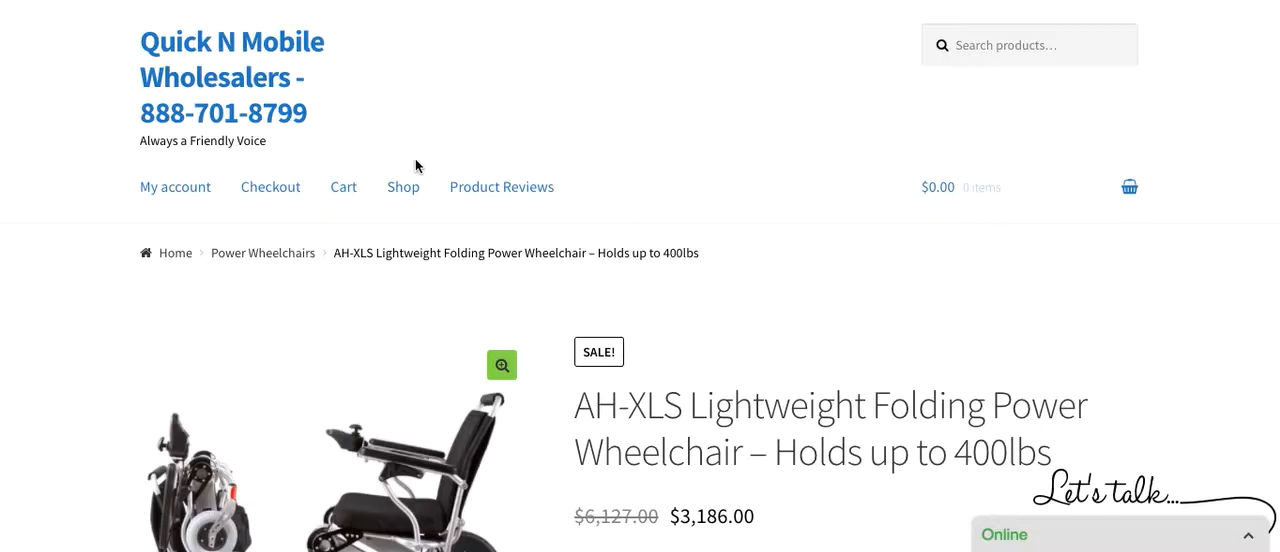 Quick N Mobile
Wholesalers -
888-701-8799
Always a Friendly Voice
Search products…
My account Checkout Cart Shop Product Reviews $0.00 0 items
Home Power Wheelchairs AH-XLS Lightweight Folding Power Wheelchair – Holds up to 400lbs
SALE!
AH-XLS Lightweight Folding Power
Wheelchair – Holds up to 400lbs
$6,127.00 $3,186.00
Let's talk...
Online